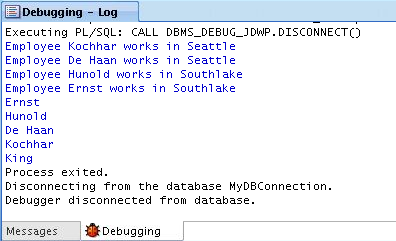 Debugging - Log
Executing PL/SQL: CALL DBMS_DEBUG_JDWP.DISCONNECT()
Employee Kochhar works in Seattle
Employee De Haan works in Seattle
Employee Hunold works in Southlake
Employee Ernst works in Southlake
Ernst
Hunold
De Haan
Kochhar
King
Process exited.
Disconnecting from the database MyDBConnection.
Debugger disconnected from database.
Messages
Debugging